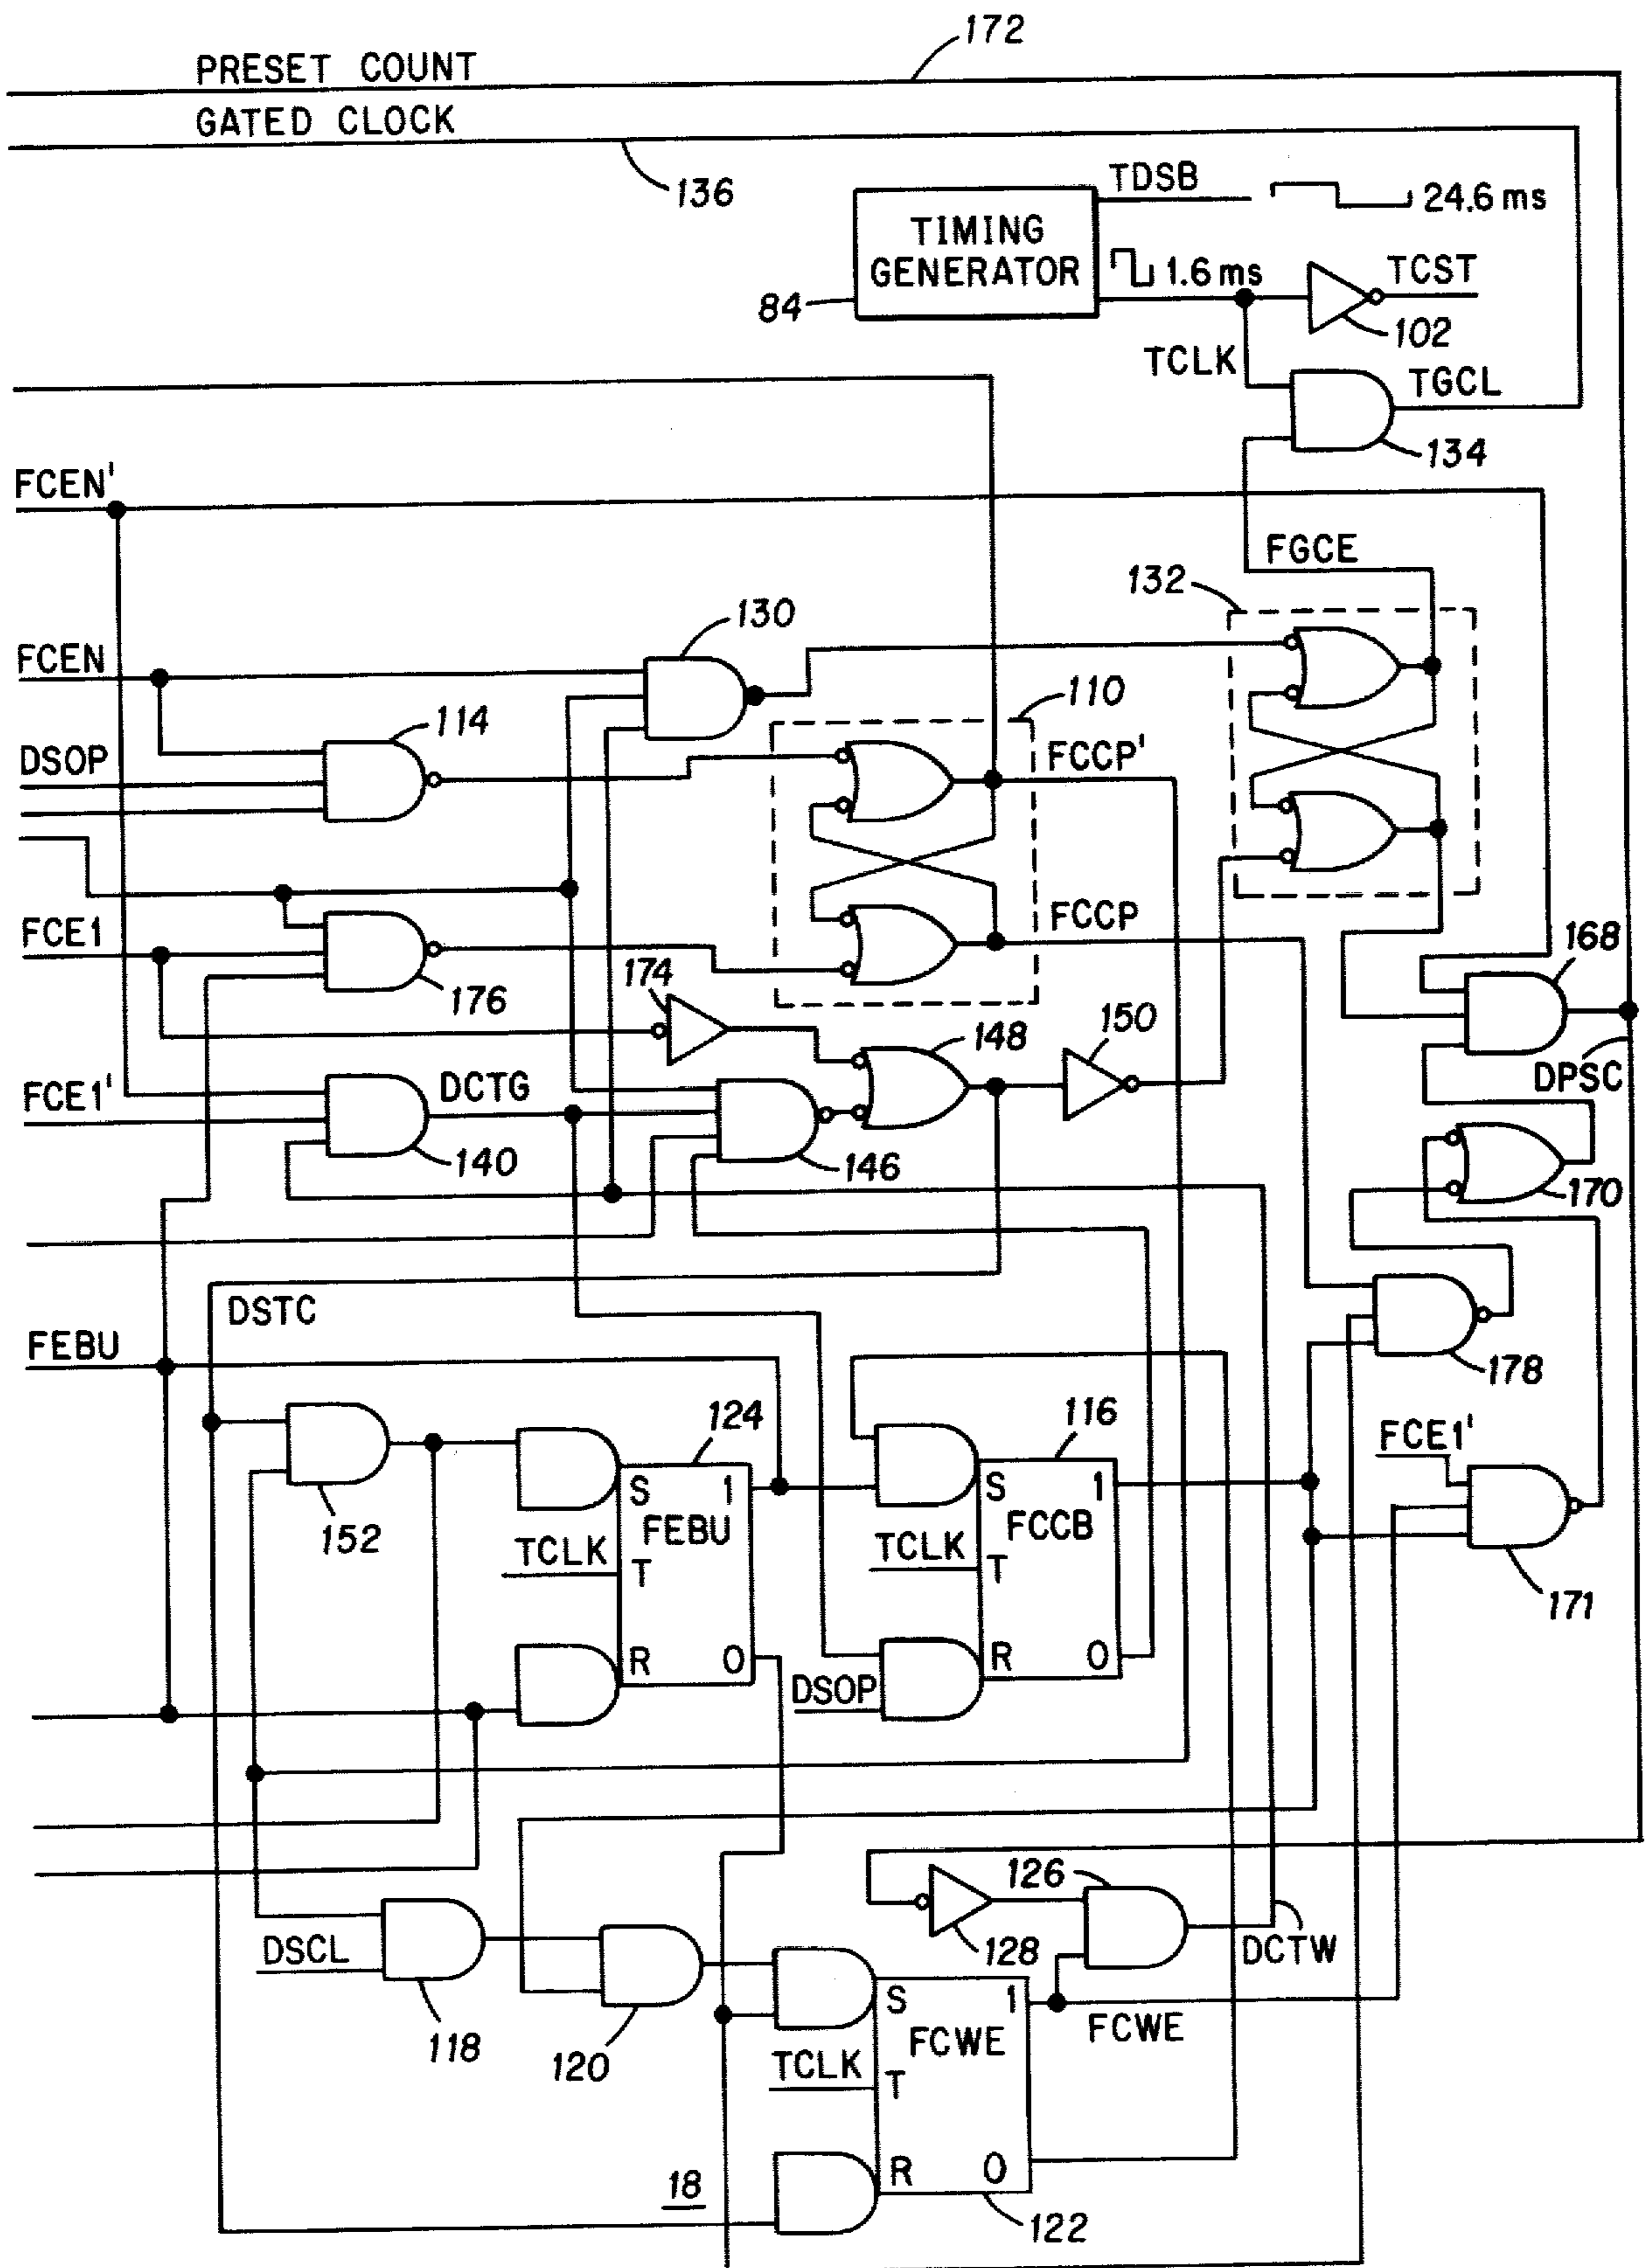 172
PRESET COUNT
GATED CLOCK
136
TDSB
24.6 ms
TIMING
GENERATOR
1.6 ms
TCST
84
102
TCLK
TGCL
134
FCEN'
FGCE
132
130
FCEN
110
114
FCCP'
DSOP
FCE1
FCCP
168
176
174
150
148
DPSC
FCE1'
DCTG
140
146
170
DSTC
FEBU
178
124
116
FCE1'
S 1
S 1
152
FEBU
FCCB
TCLK
T
TCLK
T
171
R 0
R 0
DSOP
126
DSCL
128
DCTW
S 1
118
FCWE
FCWE
120
TCLK
T
18
R 0
122